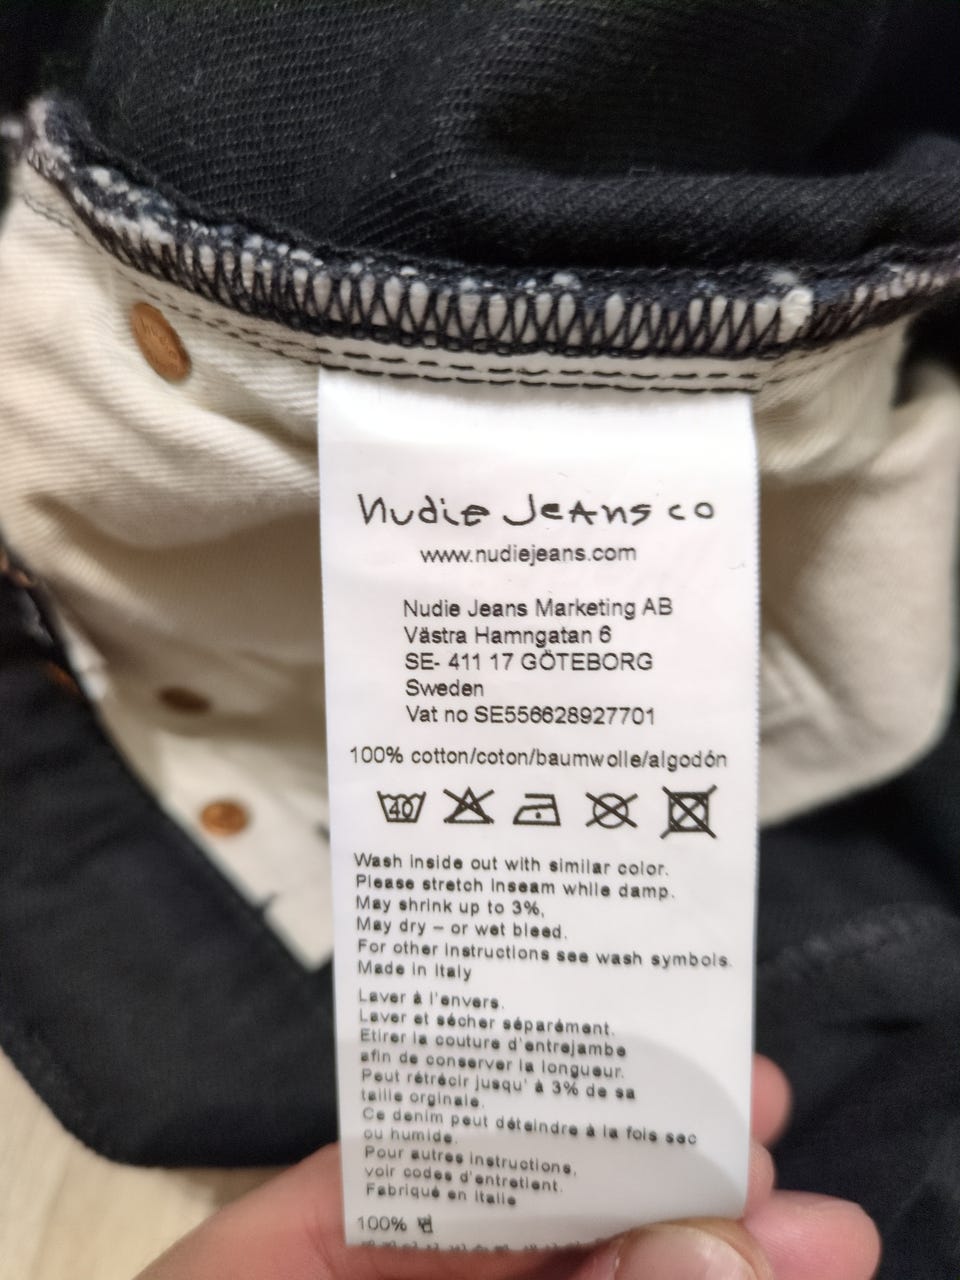 Nudie Jeans co
www.nudiejeans.com
Nudie Jeans Marketing AB
Västra Hamngatan 6
SE- 411 17 GÖTEBORG
Sweden
Vat no SE556628927701
100% cotton/coton/baumwolle/algodón
40
Wash inside out with similar color.
Please stretch inseam while damp.
May shrink up to 3%,
May dry – or wet bleed.
For other instructions see wash symbols.
Made in Italy
Laver à l'envers.
Laver et sécher séparément.
Etirer la couture d'entrejambe
afin de conserver la longueur.
Peut rétrécir jusqu' à 3% de sa
taille orginale.
Ce denim peut déteindre à la fois sec
ou humide.
Pour autres instructions,
voir codes d'entretient.
Fabriqué en Italie
100%